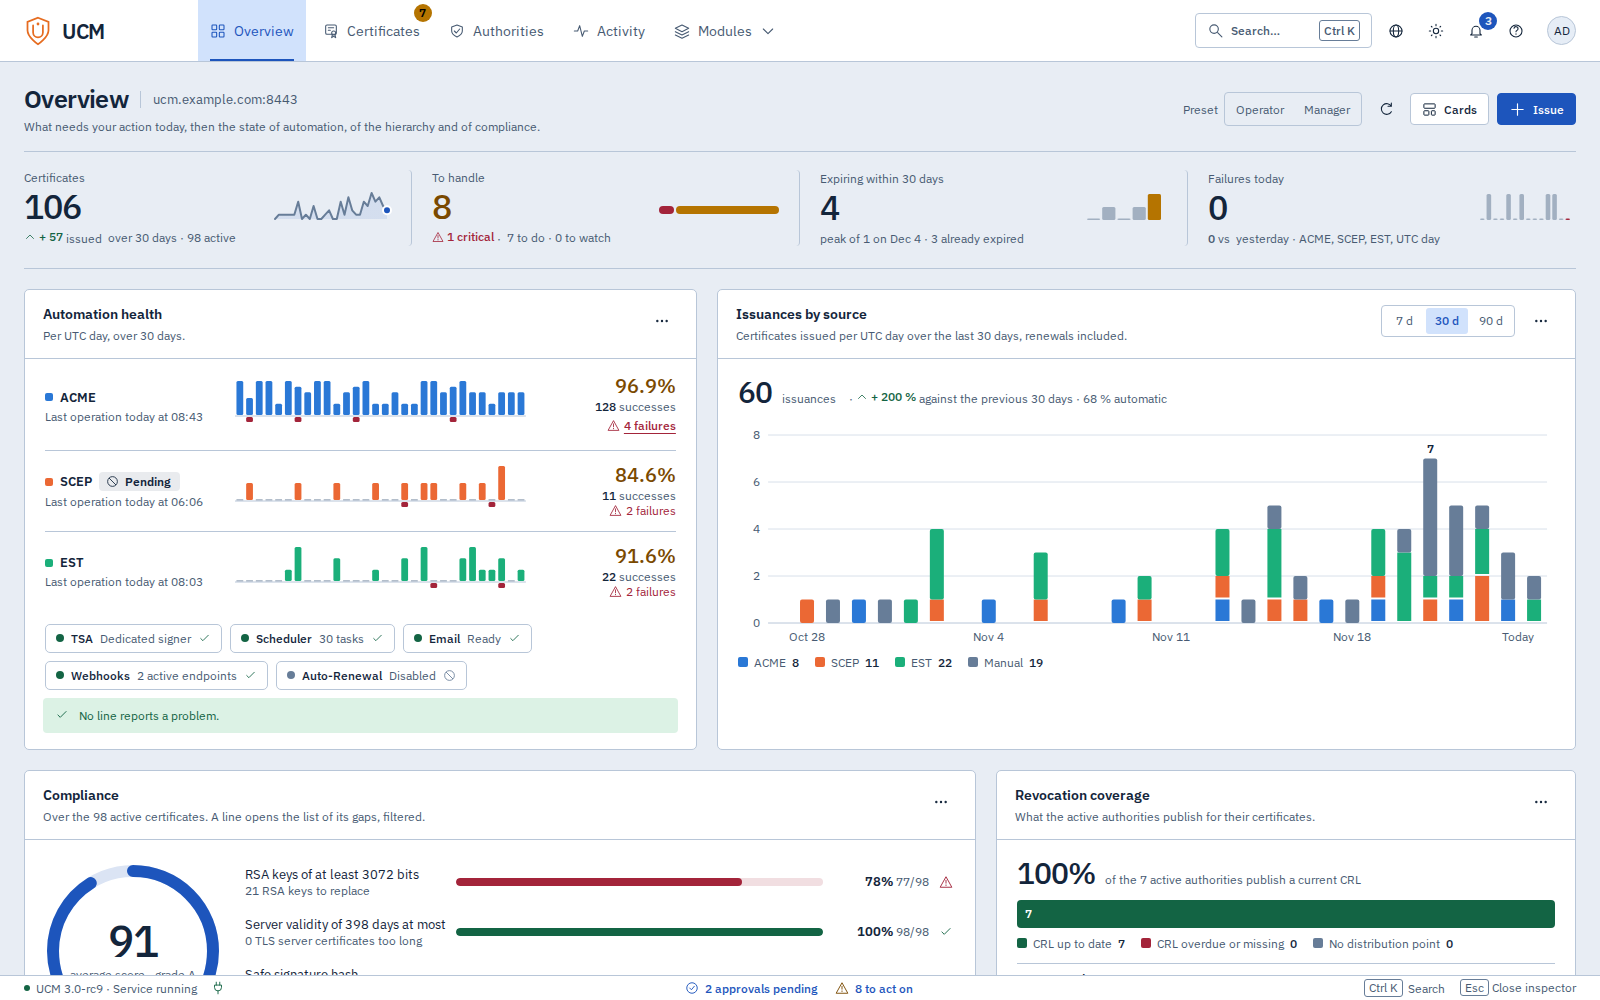 UCM
Overview
Certificates
7
Authorities
Activity
Modules
Search...
Ctrl K
3
AD
Overview
ucm.example.com:8443
What needs your action today, then the state of automation, of the hierarchy and of compliance.
Preset
Operator
Manager
Cards
Issue
Certificates
106
+ 57 issued over 30 days · 98 active
To handle
8
1 critical · 7 to do · 0 to watch
Expiring within 30 days
4
peak of 1 on Dec 4 · 3 already expired
Failures today
0
0 vs yesterday · ACME, SCEP, EST, UTC day
Automation health
Per UTC day, over 30 days.
ACME
Last operation today at 08:43
96.9%
128 successes
4 failures
SCEP
Pending
Last operation today at 06:06
84.6%
11 successes
2 failures
EST
Last operation today at 08:03
91.6%
22 successes
2 failures
TSA Dedicated signer
Scheduler 30 tasks
Email Ready
Webhooks 2 active endpoints
Auto-Renewal Disabled
No line reports a problem.
Issuances by source
Certificates issued per UTC day over the last 30 days, renewals included.
7 d
30 d
90 d
60 issuances · + 200 % against the previous 30 days · 68 % automatic
8
7
6
4
2
0
Oct 28
Nov 4
Nov 11
Nov 18
Today
ACME 8
SCEP 11
EST 22
Manual 19
Compliance
Over the 98 active certificates. A line opens the list of its gaps, filtered.
91
RSA keys of at least 3072 bits
21 RSA keys to replace
78% 77/98
Server validity of 398 days at most
0 TLS server certificates too long
100% 98/98
Safe signature hash
average score · grade A
Revocation coverage
What the active authorities publish for their certificates.
100% of the 7 active authorities publish a current CRL
7
CRL up to date 7
CRL overdue or missing 0
No distribution point 0
UCM 3.0-rc9 · Service running
2 approvals pending
8 to act on
Ctrl K Search
Esc Close inspector